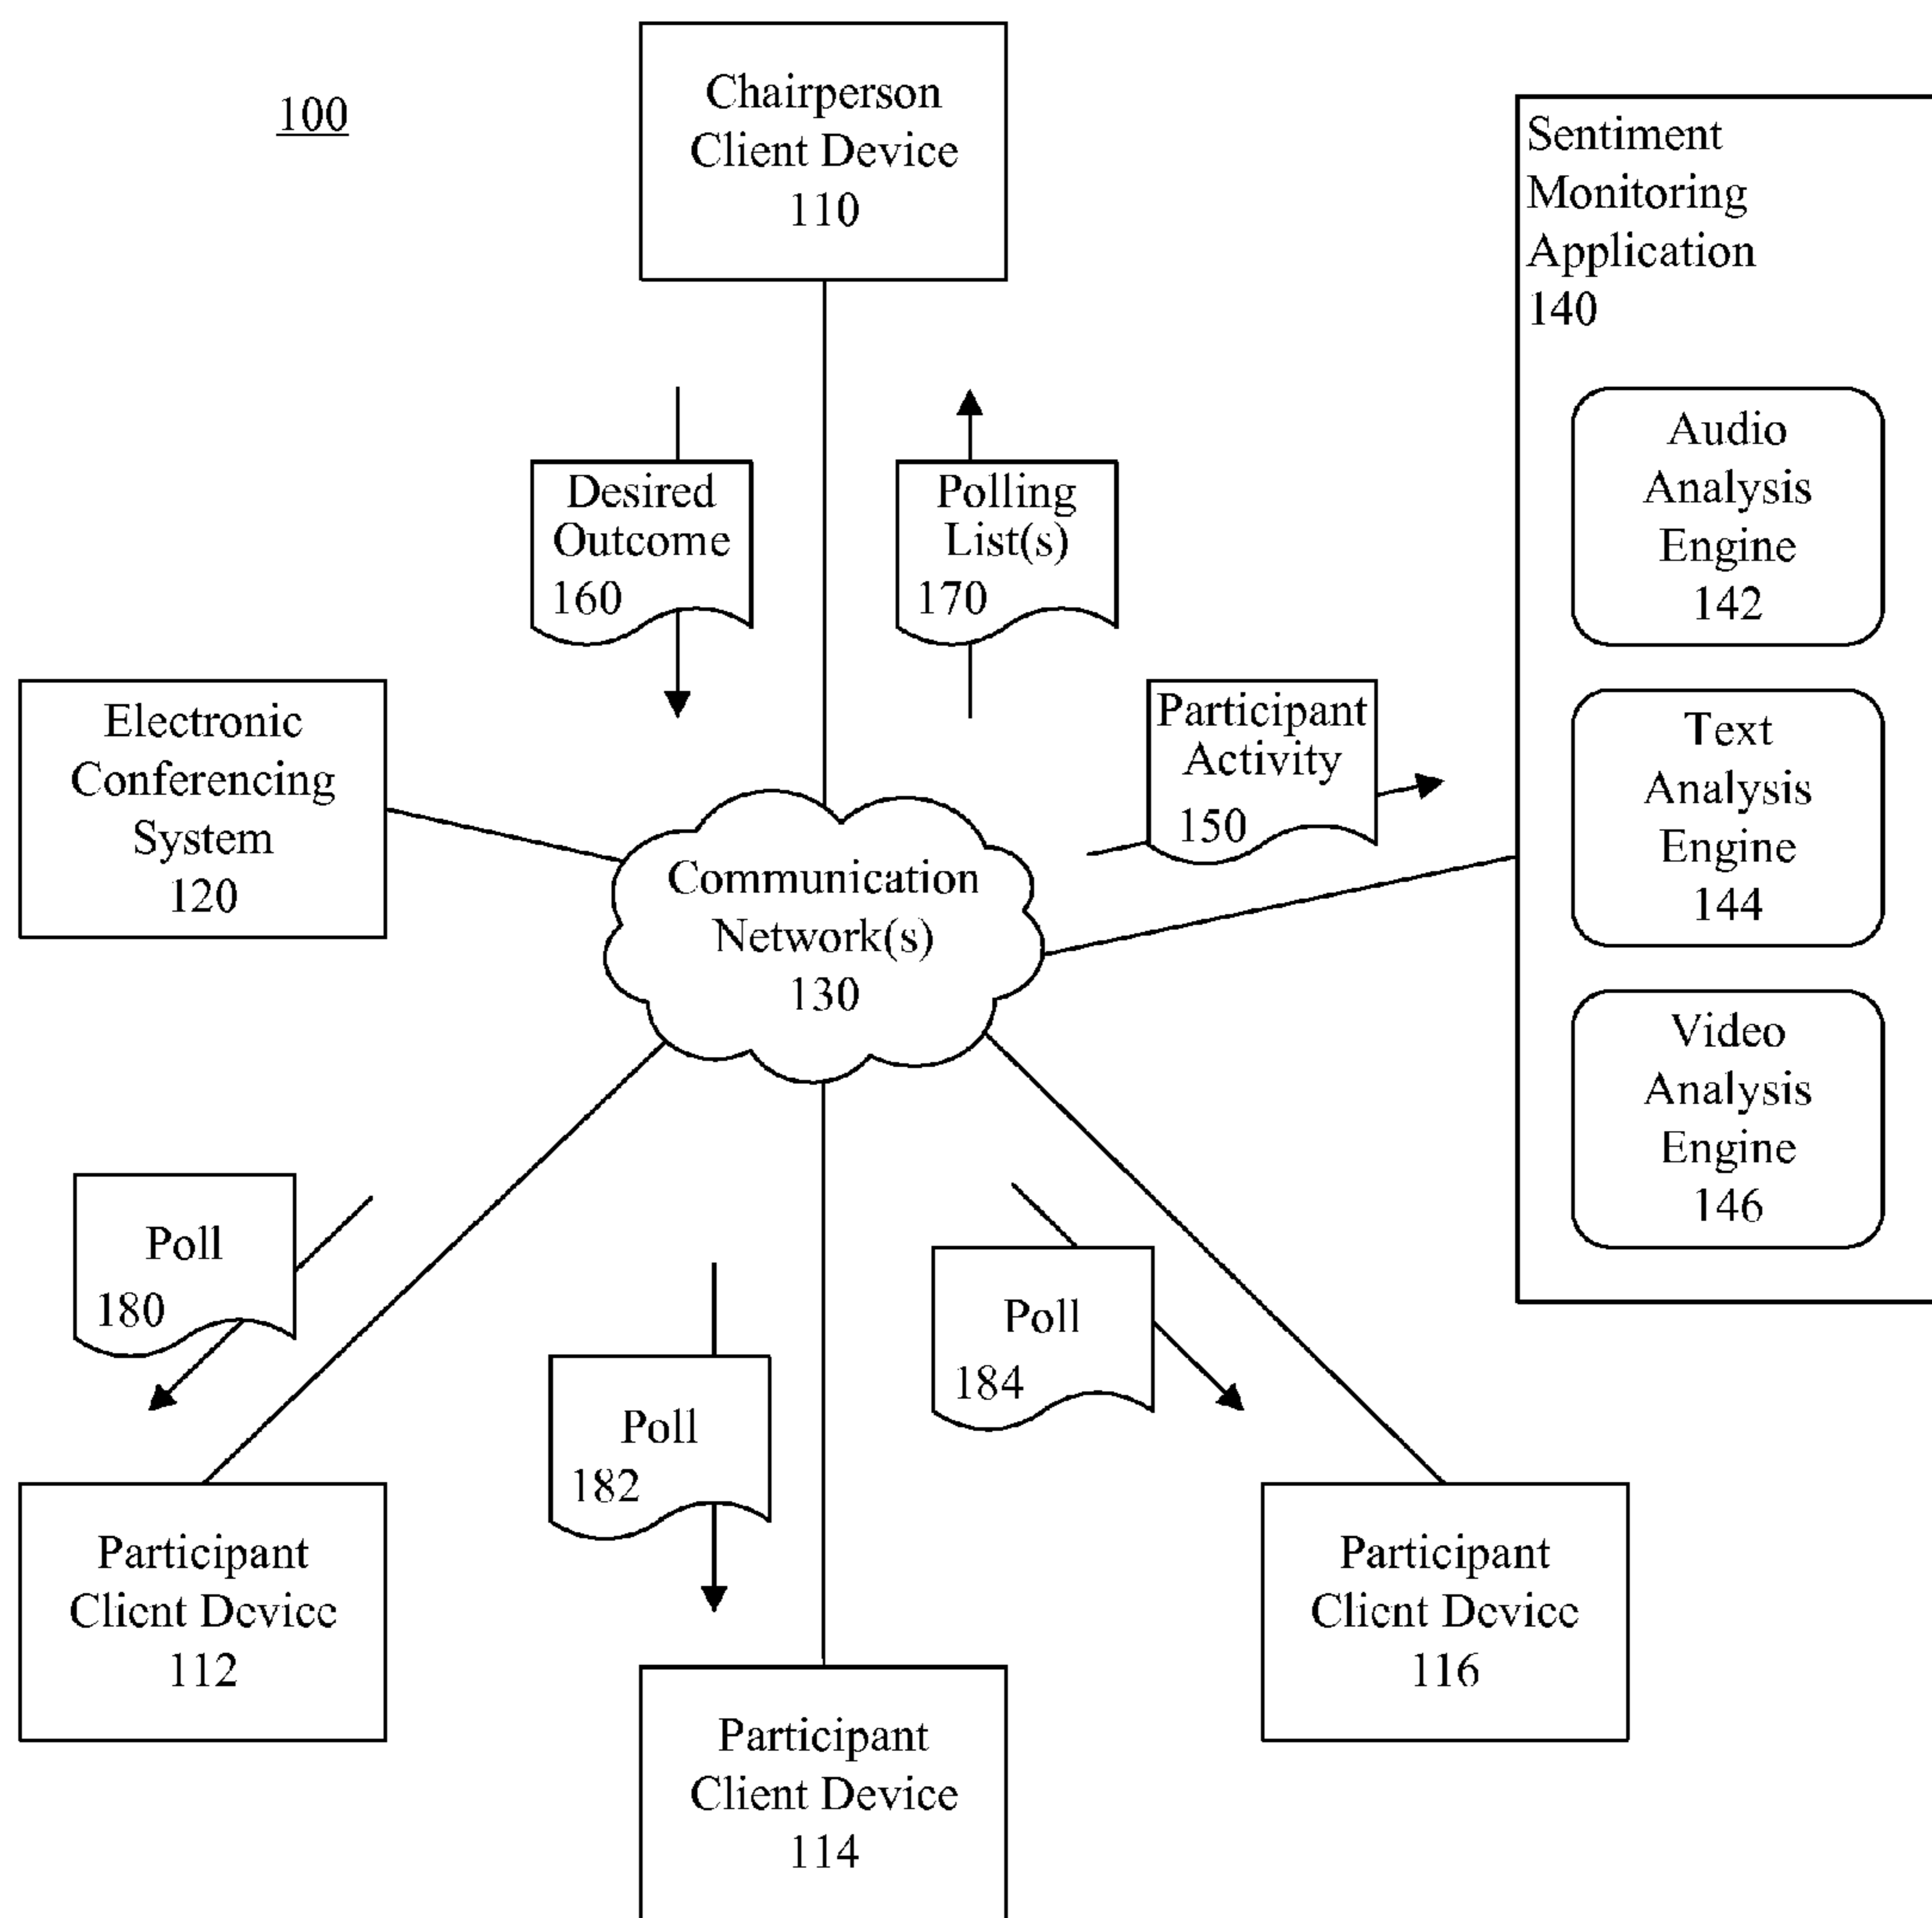 100
Chairperson
Client Device
110
Sentiment
Monitoring
Application
140
Audio
Analysis
Engine
142
Desired
Outcome
160
Polling
List(s)
170
Electronic
Conferencing
System
120
Participant
Activity
150
Text
Analysis
Engine
144
Communication
Network(s)
130
Video
Analysis
Engine
146
Poll
180
Poll
182
Poll
184
Participant
Client Device
112
Participant
Client Device
114
Participant
Client Device
116